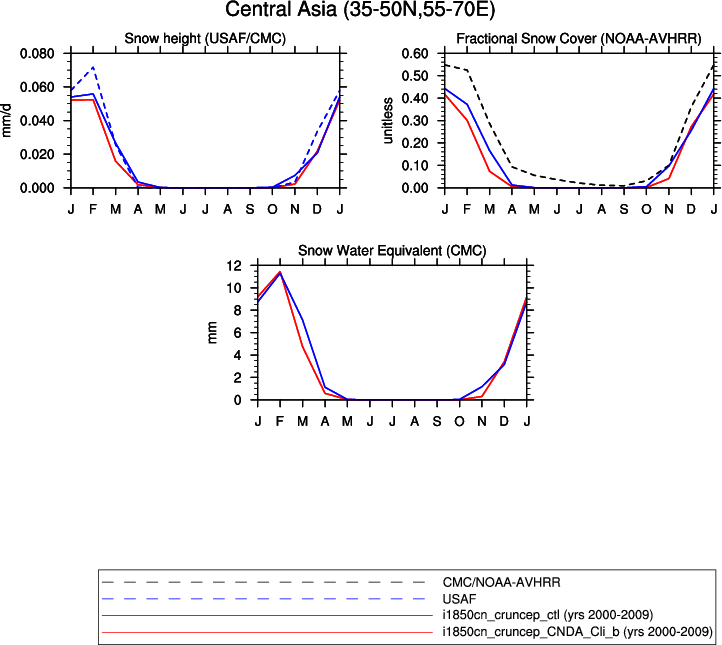 Central Asia (35-50N,55-70E)
Snow height (USAF/CMC)
0.080
0.060
0.040
0.020
0.000
mm/d
J F M A M J J A S O N D J
Fractional Snow Cover (NOAA-AVHRR)
0.60
0.50
0.40
0.30
0.20
0.10
0.00
unitless
J F M A M J J A S O N D J
Snow Water Equivalent (CMC)
12
10
8
6
4
2
0
mm
J F M A M J J A S O N D J
CMC/NOAA-AVHRR
USAF
i1850cn_cruncep_ctl (yrs 2000-2009)
i1850cn_cruncep_CNDA_Cli_b (yrs 2000-2009)